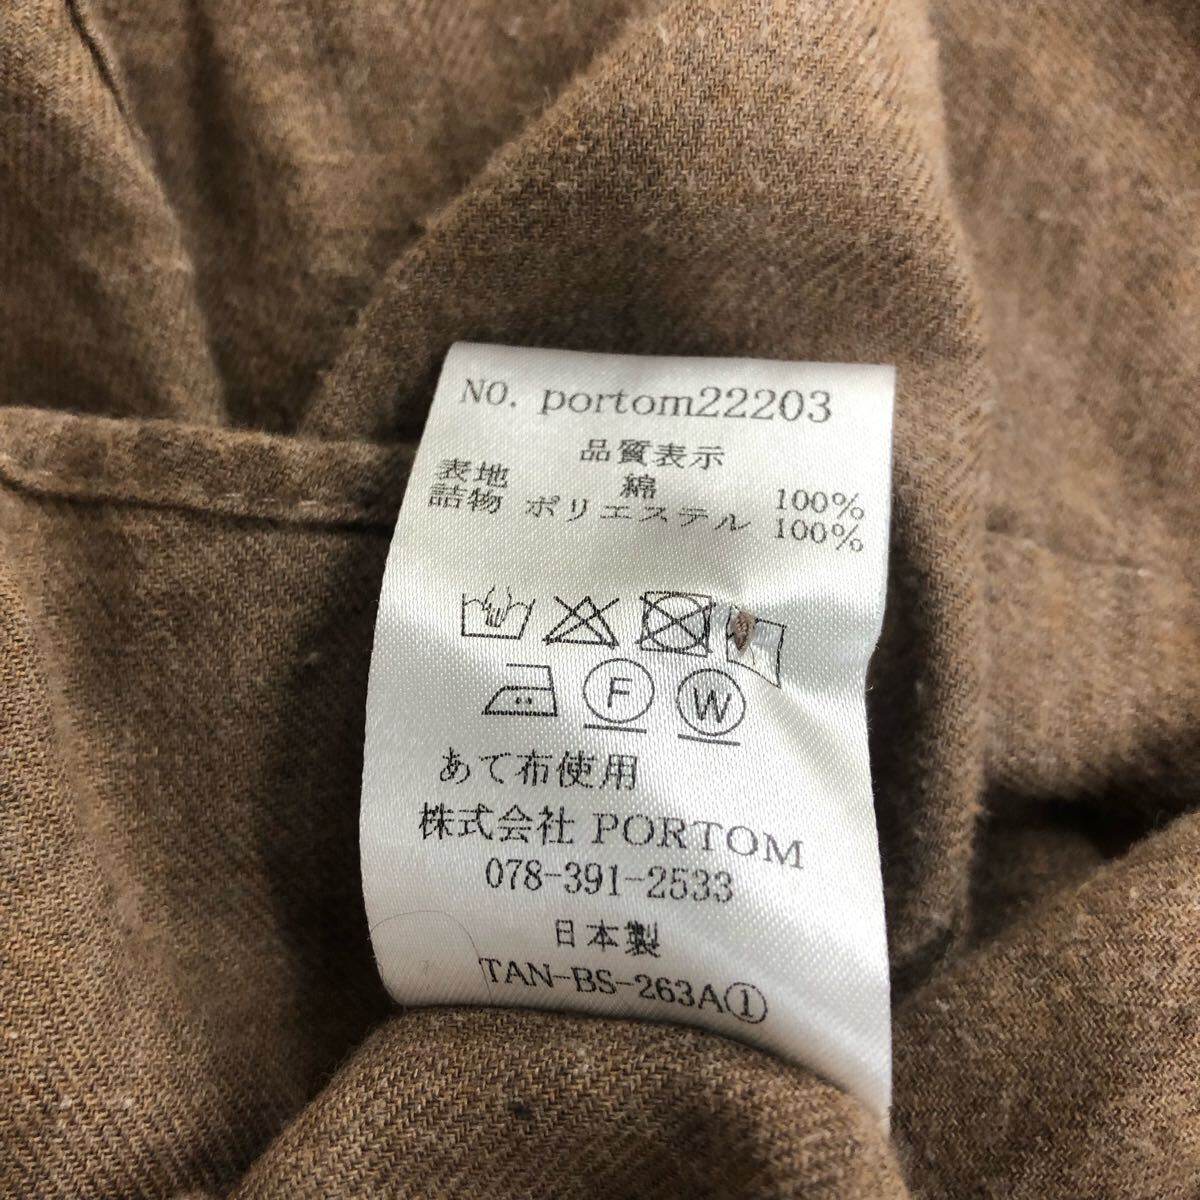 NO. portom22203
品質表示
表地 綿 100%
詰物 ポリエステル 100%
F W
あて布使用
株式会社 PORTOM
078-391-2533
日本製
TAN-BS-263A①